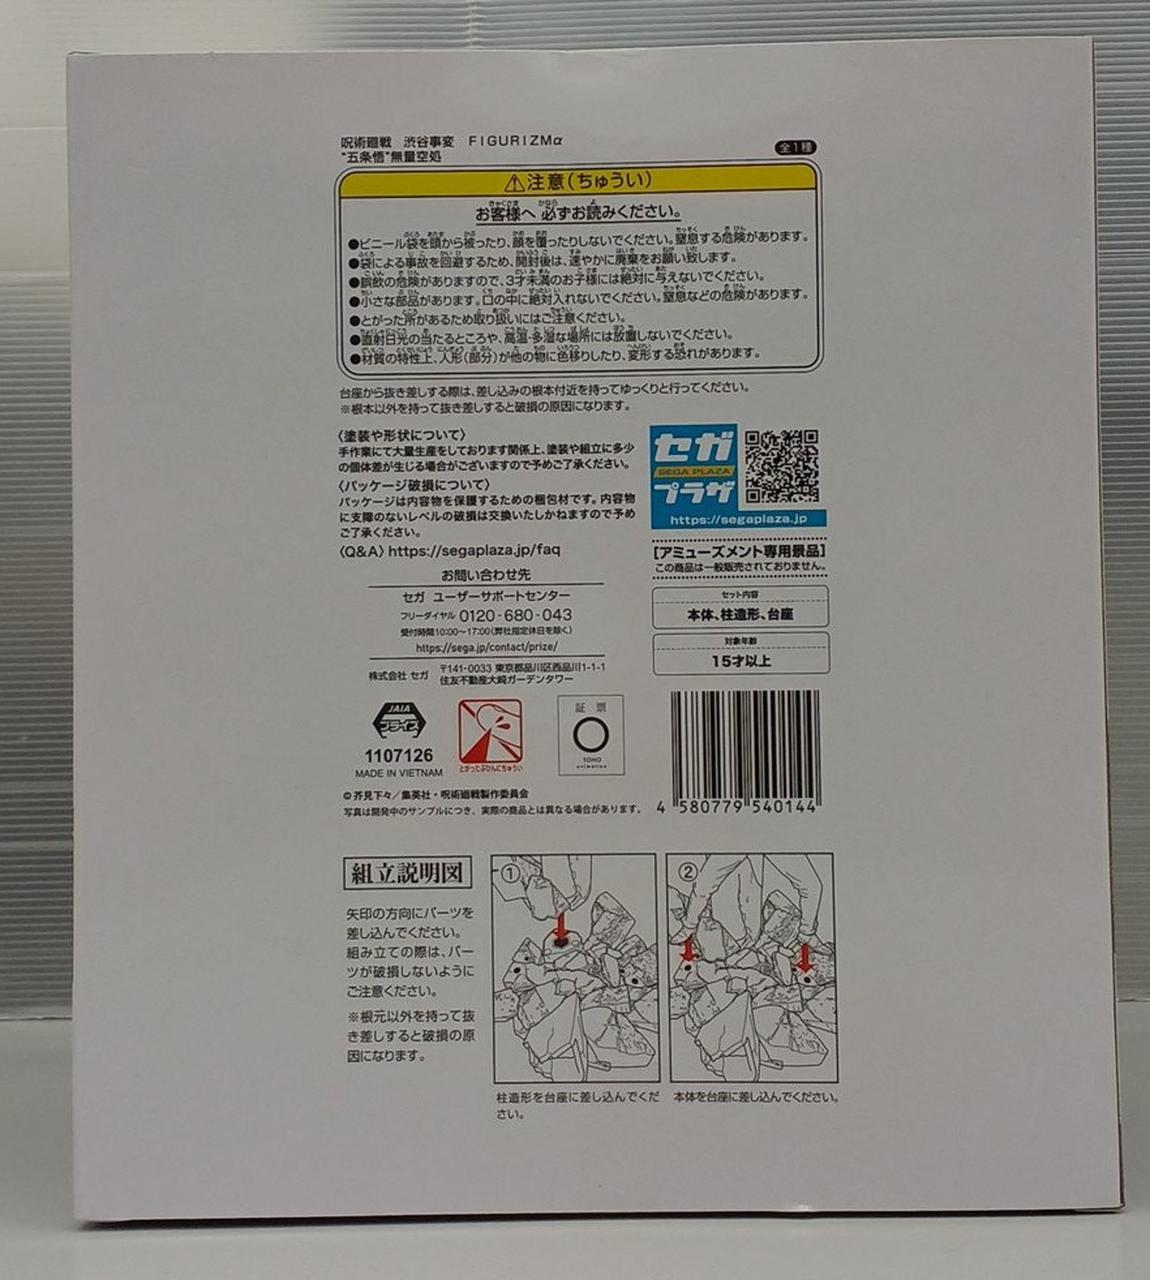 呪術廻戦　渋谷事変　FIGURIZMα
“五条悟”無量空処
全1種
⚠注意(ちゅうい)
お客様へ 必ずお読みください。
●ビニール袋を頭から被ったり、顔を覆ったりしないでください。窒息する危険があります。
●袋による事故を回避するため、開封後は、速やかに廃棄をお願い致します。
●誤飲の危険がありますので、3才未満のお子様には絶対に与えないでください。
●小さな部品があります。口の中に絶対入れないでください。窒息などの危険があります。
●とがった所があるため取り扱いにはご注意ください。
●直射日光の当たるところや、高温・多湿な場所には放置しないでください。
●材質の特性上、人形(部分)が他の物に色移りしたり、変形する恐れがあります。
台座から抜き差しする際は、差し込みの根本付近を持ってゆっくりと行ってください。
※根本以外を持って抜き差しすると破損の原因になります。
〈塗装や形状について〉
手作業にて大量生産をしております関係上、塗装や組立に多少
の個体差が生じる場合がございますので予めご了承ください。
〈パッケージ破損について〉
パッケージは内容物を保護するための梱包材です。内容物
に支障のないレベルの破損は交換いたしかねますので予め
ご了承ください。
〈Q&A〉https://segaplaza.jp/faq
お問い合わせ先
セガ ユーザーサポートセンター
フリーダイヤル 0120-680-043
受付時間10:00～17:00(弊社指定休日を除く)
https://sega.jp/contact/prize/
株式会社 セガ
〒141-0033 東京都品川区西品川1-1-1
住友不動産大崎ガーデンタワー
セガ
SEGA PLAZA
プラザ
https://segaplaza.jp
[アミューズメント専用景品]
この商品は一般販売されておりません。
セット内容
本体、柱造形、台座
対象年齢
15才以上
JAIA
プライズ
1107126
MADE IN VIETNAM
とがったぶひんにちゅうい
証 票
TOHO
animation
©芥見下々／集英社・呪術廻戦製作委員会
写真は開発中のサンプルにつき、実際の商品とは異なる場合があります。
4 580779 540144
組立説明図
矢印の方向にパーツを
差し込んでください。
組み立ての際は、パー
ツが破損しないように
ご注意ください。
※根元以外を持って抜
き差しすると破損の原
因になります。
①
柱造形を台座に差し込んでくだ
さい。
②
本体を台座に差し込んでください。